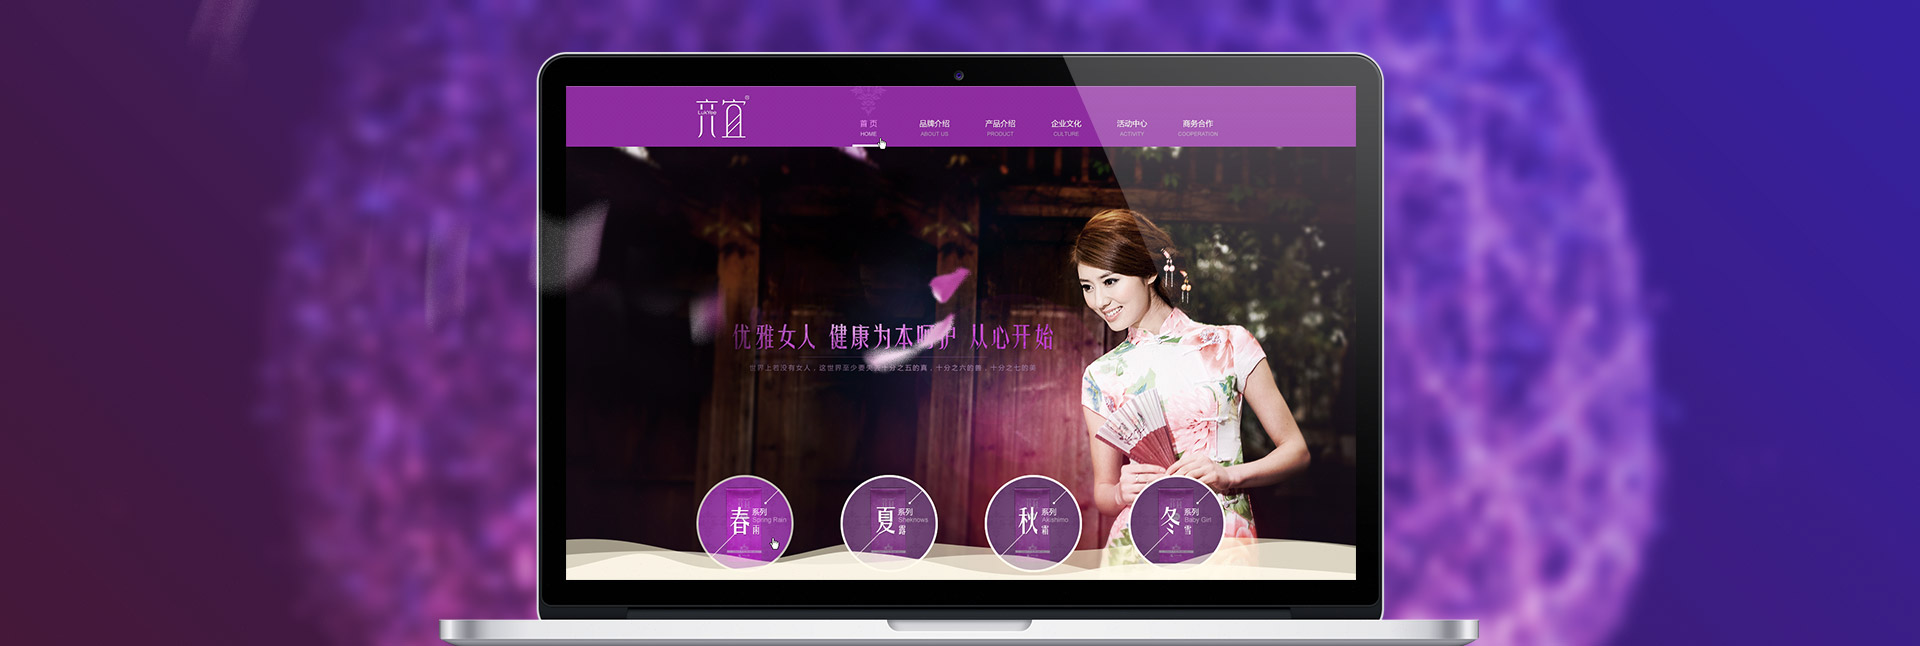 宜
首页 品牌介绍 产品介绍 企业文化 活动中心 商务合作
HOME ABOUT US PRODUCT CULTURE ACTIVITY COOPERATION
优雅女人 健康为本呵护 从心开始
世界上若没有女人，这世界至少要失去十分之五的真，十分之六的善，十分之七的美
春 系列 Spring Rain 雨
夏 系列 Sheknows 露
秋 系列 Akishimo 霜
冬 系列 Baby Girl 雪